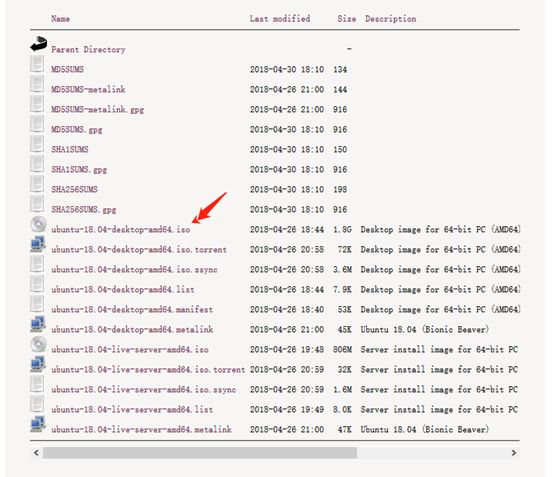 Name Last modified Size Description
Parent Directory -
MD5SUMS 2018-04-30 18:10 134
MD5SUMS-metalink 2018-04-26 21:00 144
MD5SUMS-metalink.gpg 2018-04-26 21:00 916
MD5SUMS.gpg 2018-04-30 18:10 916
SHA1SUMS 2018-04-30 18:10 150
SHA1SUMS.gpg 2018-04-30 18:10 916
SHA256SUMS 2018-04-30 18:10 198
SHA256SUMS.gpg 2018-04-30 18:10 916
ubuntu-18.04-desktop-amd64.iso 2018-04-26 18:44 1.8G Desktop image for 64-bit PC (AMD64)
ubuntu-18.04-desktop-amd64.iso.torrent 2018-04-26 20:58 72K Desktop image for 64-bit PC (AMD64)
ubuntu-18.04-desktop-amd64.iso.zsync 2018-04-26 20:58 3.6M Desktop image for 64-bit PC (AMD64)
ubuntu-18.04-desktop-amd64.list 2018-04-26 18:44 7.9K Desktop image for 64-bit PC (AMD64)
ubuntu-18.04-desktop-amd64.manifest 2018-04-26 18:40 53K Desktop image for 64-bit PC (AMD64)
ubuntu-18.04-desktop-amd64.metalink 2018-04-26 21:00 45K Ubuntu 18.04 (Bionic Beaver)
ubuntu-18.04-live-server-amd64.iso 2018-04-26 19:48 806M Server install image for 64-bit PC
ubuntu-18.04-live-server-amd64.iso.torrent 2018-04-26 20:59 32K Server install image for 64-bit PC
ubuntu-18.04-live-server-amd64.iso.zsync 2018-04-26 20:59 1.6M Server install image for 64-bit PC
ubuntu-18.04-live-server-amd64.list 2018-04-26 19:49 8.0K Server install image for 64-bit PC
ubuntu-18.04-live-server-amd64.metalink 2018-04-26 21:00 47K Ubuntu 18.04 (Bionic Beaver)